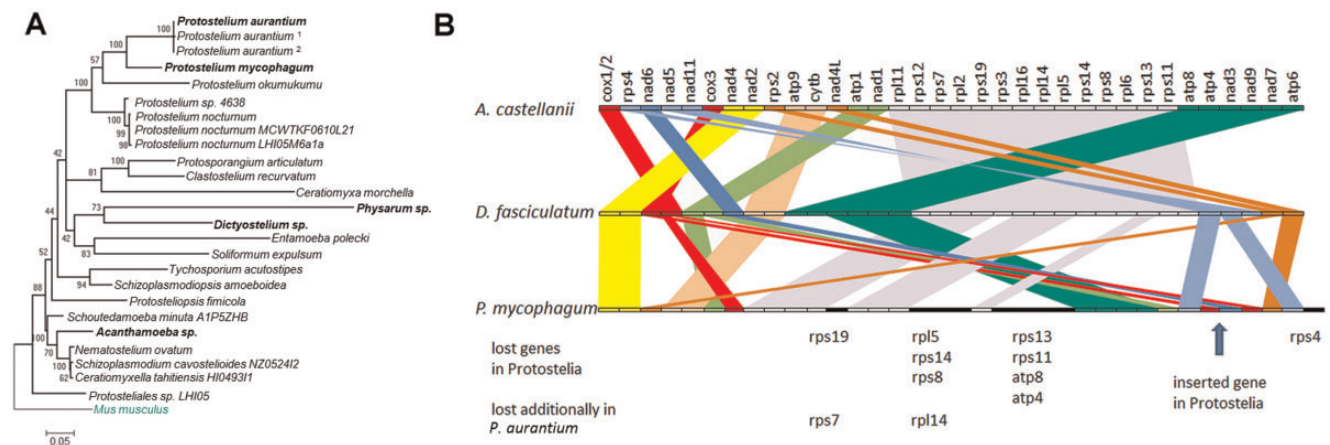 A
Protostelium aurantium
Protostelium aurantium 1
Protostelium aurantium 2
Protostelium mycophagum
Protostelium okumukumu
Protostelium sp. 4638
Protostelium nocturnum
Protostelium nocturnum MCWTKF0610L21
Protostelium nocturnum LHI05M6a1a
Protosporangium articulatum
Clastostelium recurvatum
Ceratiomyxa morchella
Physarum sp.
Dictyostelium sp.
Entamoeba polecki
Soliformum expulsum
Tychosporium acutostipes
Schizoplasmodiopsis amoeboidea
Protosteliopsis fimicola
Schoutedamoeba minuta A1P5ZHB
Acanthamoeba sp.
Nematostelium ovatum
Schizoplasmodium cavostelioides NZ0524I2
Ceratiomyxella tahitiensis HI0493I1
Protosteliales sp. LHI05
Mus musculus
100
100
57
100
100
99
98
42
100
81
44
73
42
83
52
94
88
100
70
100
62
0.05
B
cox1/2 rps4 nad6 nad5 nad11 cox3 nad4 nad2 rps2 atp9 cytb nad4L atp1 nad1 rpl11 rps12 rps7 rpl2 rps19 rps3 rpl16 rpl14 rpl5 rps14 rps8 rpl6 rps13 rps11 atp8 atp4 nad3 nad9 nad7 atp6
A. castellanii
D. fasciculatum
P. mycophagum
lost genes
in Protostelia
rps19 rpl5 rps13 rps4
rps14 rps11
rps8 atp8
atp4
inserted gene
in Protostelia
lost additionally in
P. aurantium
rps7 rpl14